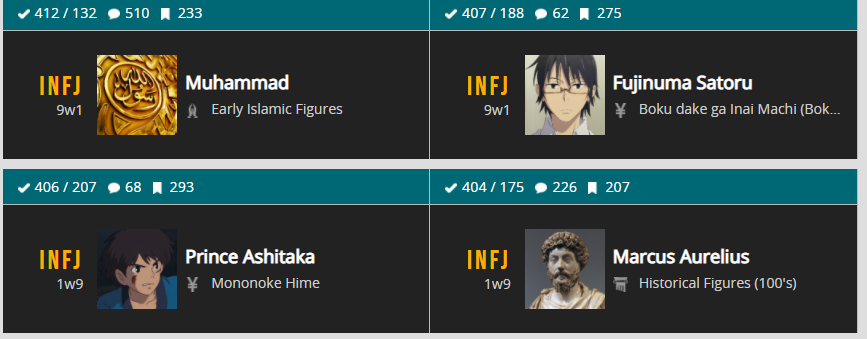 412 / 132 510 233
407 / 188 62 275
INFJ
9w1
Muhammad
Early Islamic Figures
INFJ
9w1
Fujinuma Satoru
Boku dake ga Inai Machi (Bok...
406 / 207 68 293
404 / 175 226 207
INFJ
1w9
Prince Ashitaka
Mononoke Hime
INFJ
1w9
Marcus Aurelius
Historical Figures (100's)